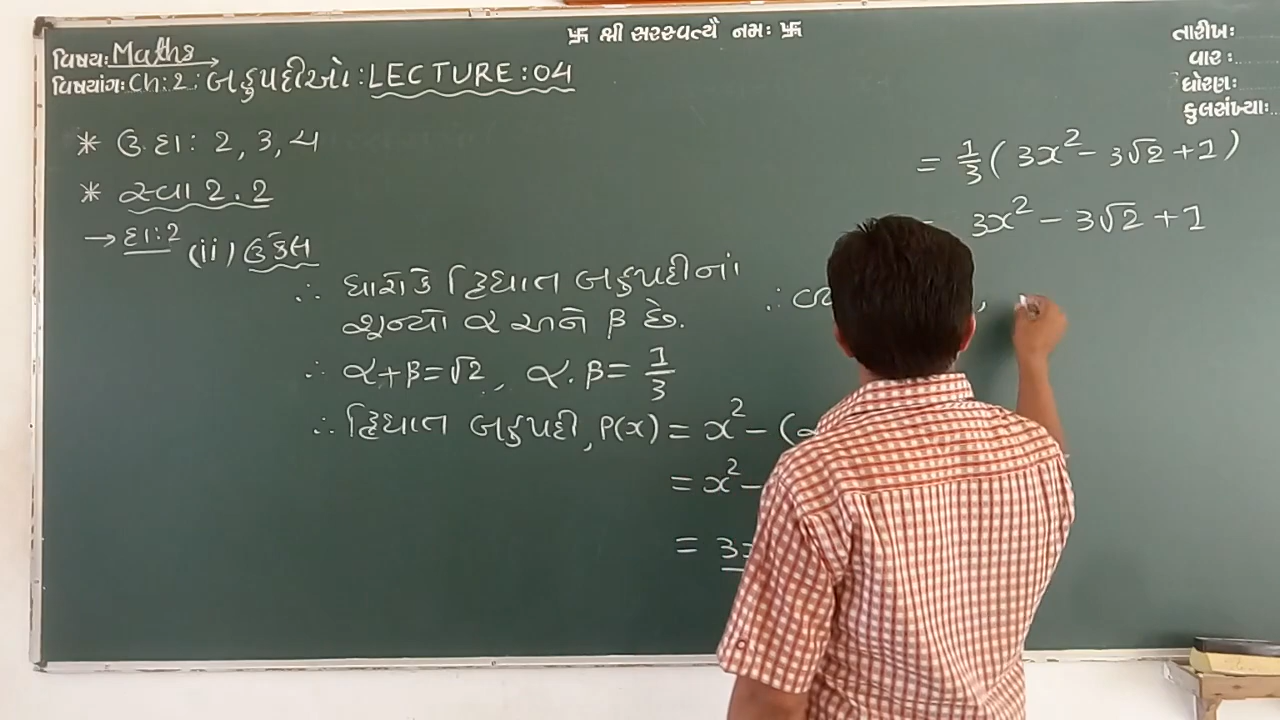 卐 શ્રી સરસ્વત્યૈ નમઃ 卐
વિષય: Maths
વિષયાંગ: Ch:2: બહુપદીઓ : LECTURE : 04
તારીખ:
વાર :
ધોરણ:
કુલસંખ્યા:
* ઉદા: 2, 3, 4
* સ્વા 2.2
→ દા:2 (ii) ઉકેલ
∴ ધારોકે દ્વિઘાત બહુપદીનાં
શૂન્યો α અને β છે.
∴ α+β=√2, α.β= 1/3
∴ દ્વિઘાત બહુપદી, P(x) = x² - (α
= x² -
= 3x
= 1/3 ( 3x² - 3√2 + 1 )
= 3x² - 3√2 + 1
∴